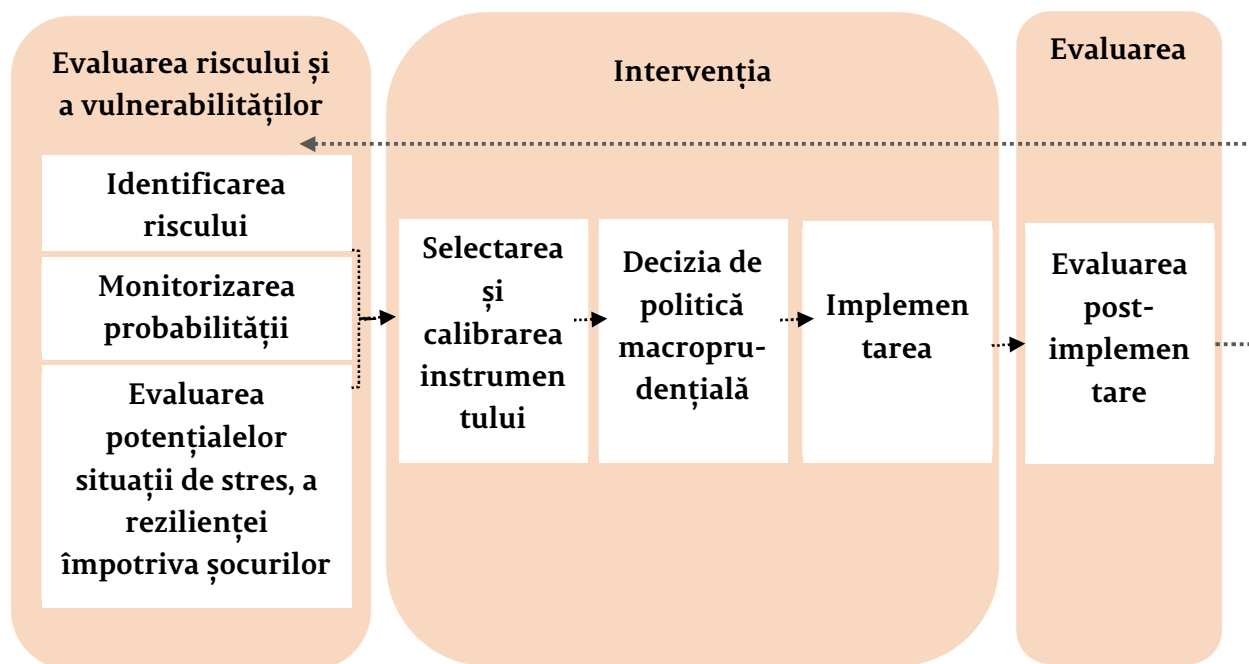 Evaluarea riscului și
a vulnerabilităților
Identificarea
riscului
Monitorizarea
probabilității
Evaluarea
potențialelor
situații de stres, a
rezilienței
împotriva șocurilor
Intervenția
Selectarea
și
calibrarea
instrumen
tului
Decizia de
politică
macropru-
dențială
Implemen
tarea
Evaluarea
Evaluarea
post-
implemen
tare